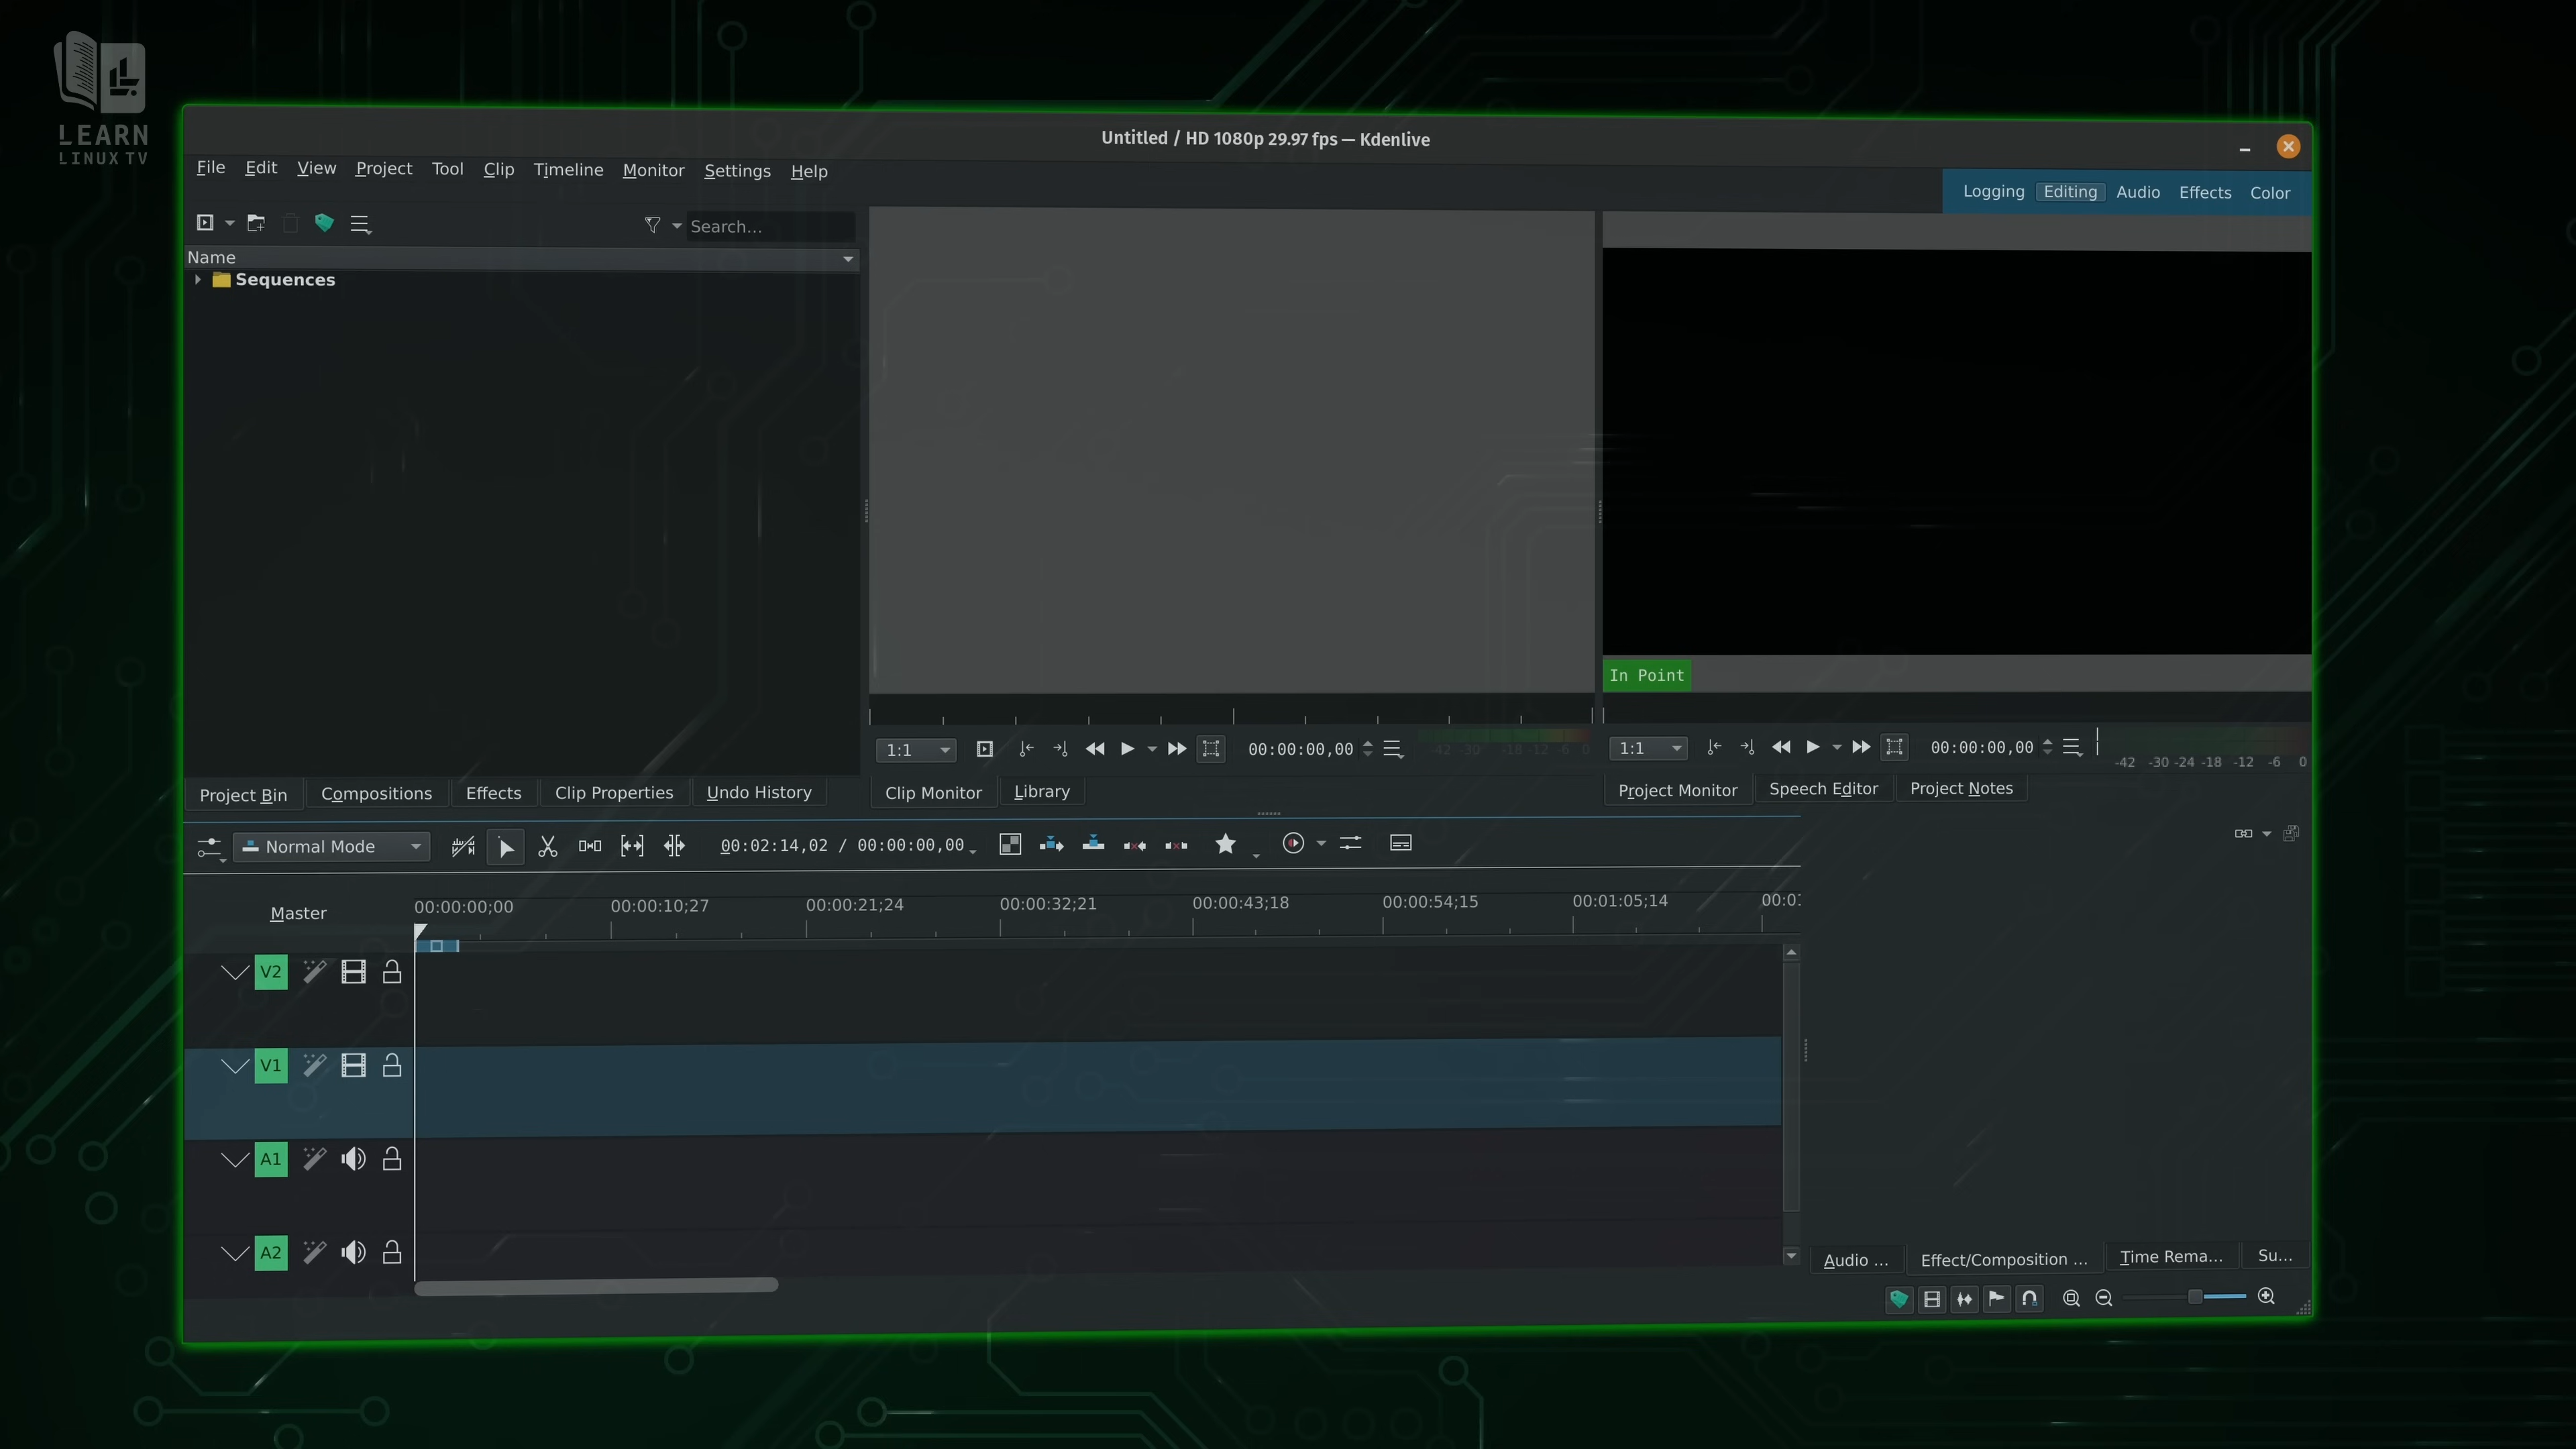 LEARN
LINUX TV
Untitled / HD 1080p 29.97 fps — Kdenlive
File Edit View Project Tool Clip Timeline Monitor Settings Help
Logging Editing Audio Effects Color
Search...
Name
Sequences
In Point
1:1 00:00:00,00 -42 -30 -18 -12 -6 0
1:1 00:00:00,00 -42 -30 -24 -18 -12 -6 0
Project Bin Compositions Effects Clip Properties Undo History
Clip Monitor Library
Project Monitor Speech Editor Project Notes
Normal Mode 00:02:14,02 / 00:00:00,00
Master 00:00:00;00 00:00:10;27 00:00:21;24 00:00:32;21 00:00:43;18 00:00:54;15 00:01:05;14
V2
V1
A1
A2
Audio ... Effect/Composition ... Time Rema... Su...